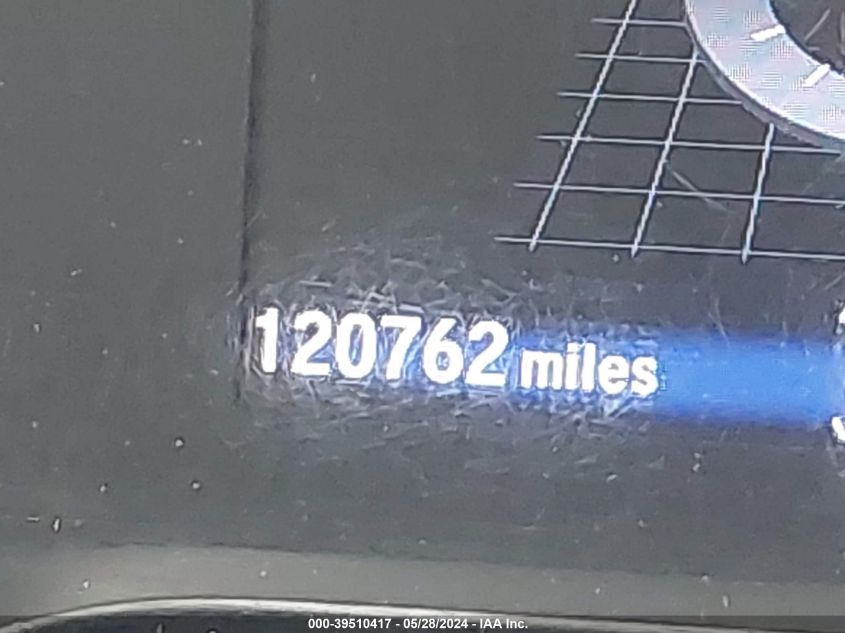 120762 miles
000-39510417 - 05/28/2024 - IAA Inc.